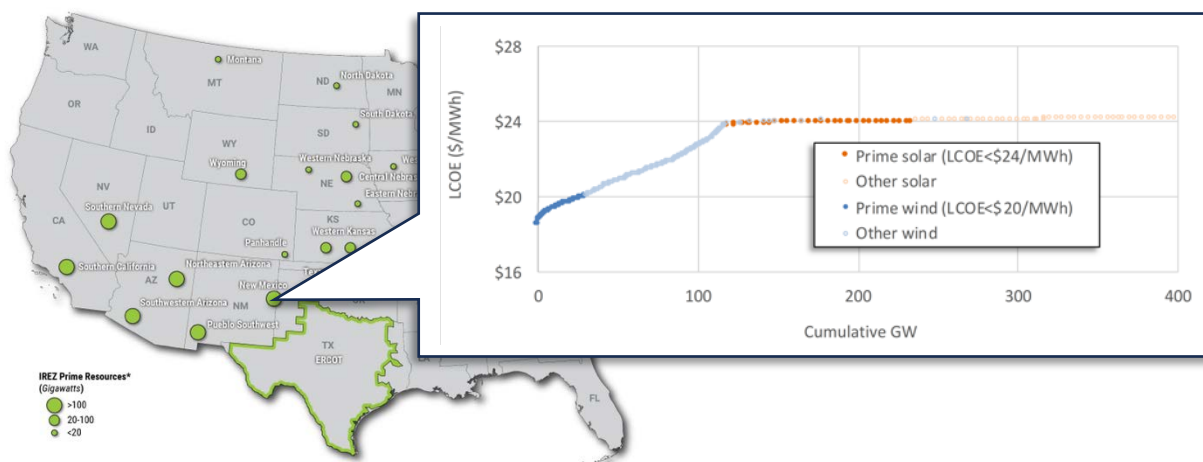 WA
Montana
MT
ND
North Dakota
MN
OR
ID
SD
South Dakota
WY
Wyoming
Western Nebraska
Wes
NE
Central Nebraska
Eastern Nebra
NV
Southern Nevada
UT
CO
KS
Western Kansas
CA
Panhandle
Southern California
Northeastern Arizona
AZ
New Mexico
NM
Southwestern Arizona
Pueblo Southwest
TX
ERCOT
FL
IREZ Prime Resources*
(Gigawatts)
>100
20-100
<20
$28
$24
$20
$16
LCOE ($/MWh)
0
100
200
300
400
Cumulative GW
Prime solar (LCOE<$24/MWh)
Other solar
Prime wind (LCOE<$20/MWh)
Other wind